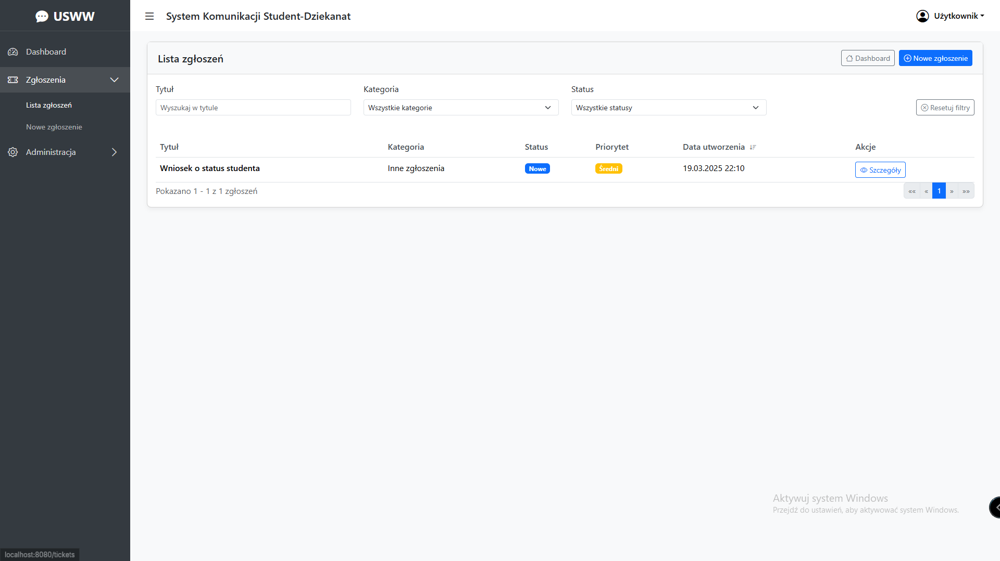 USWW
System Komunikacji Student-Dziekanat
Użytkownik
Dashboard
Zgłoszenia
Lista zgłoszeń
Nowe zgłoszenie
Administracja
Lista zgłoszeń
Dashboard
Nowe zgłoszenie
Tytuł
Kategoria
Status
Wyszukaj w tytule
Wszystkie kategorie
Wszystkie statusy
Resetuj filtry
Tytuł Kategoria Status Priorytet Data utworzenia Akcje
Wniosek o status studenta Inne zgłoszenia Nowe Średni 19.03.2025 22:10 Szczegóły
Pokazano 1 - 1 z 1 zgłoszeń
«« « 1 » »»
Aktywuj system Windows
Przejdź do ustawień, aby aktywować system Windows.
localhost:8080/tickets